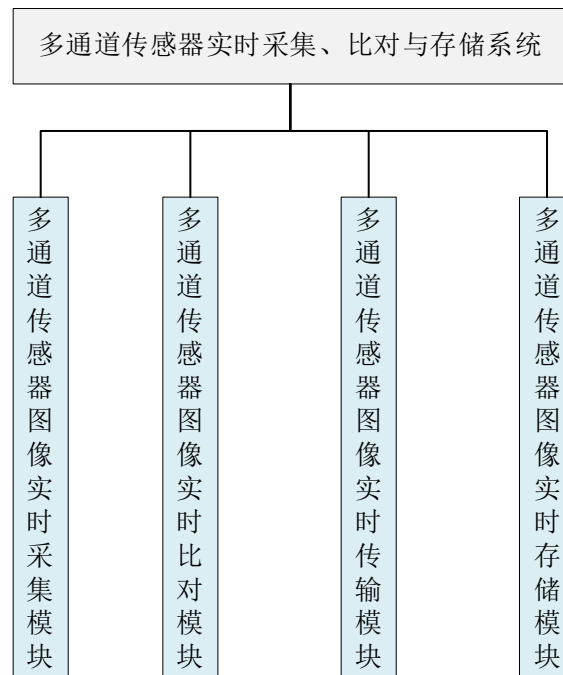 多通道传感器实时采集、比对与存储系统
多通道传感器图像实时采集模块
多通道传感器图像实时比对模块
多通道传感器图像实时传输模块
多通道传感器图像实时存储模块